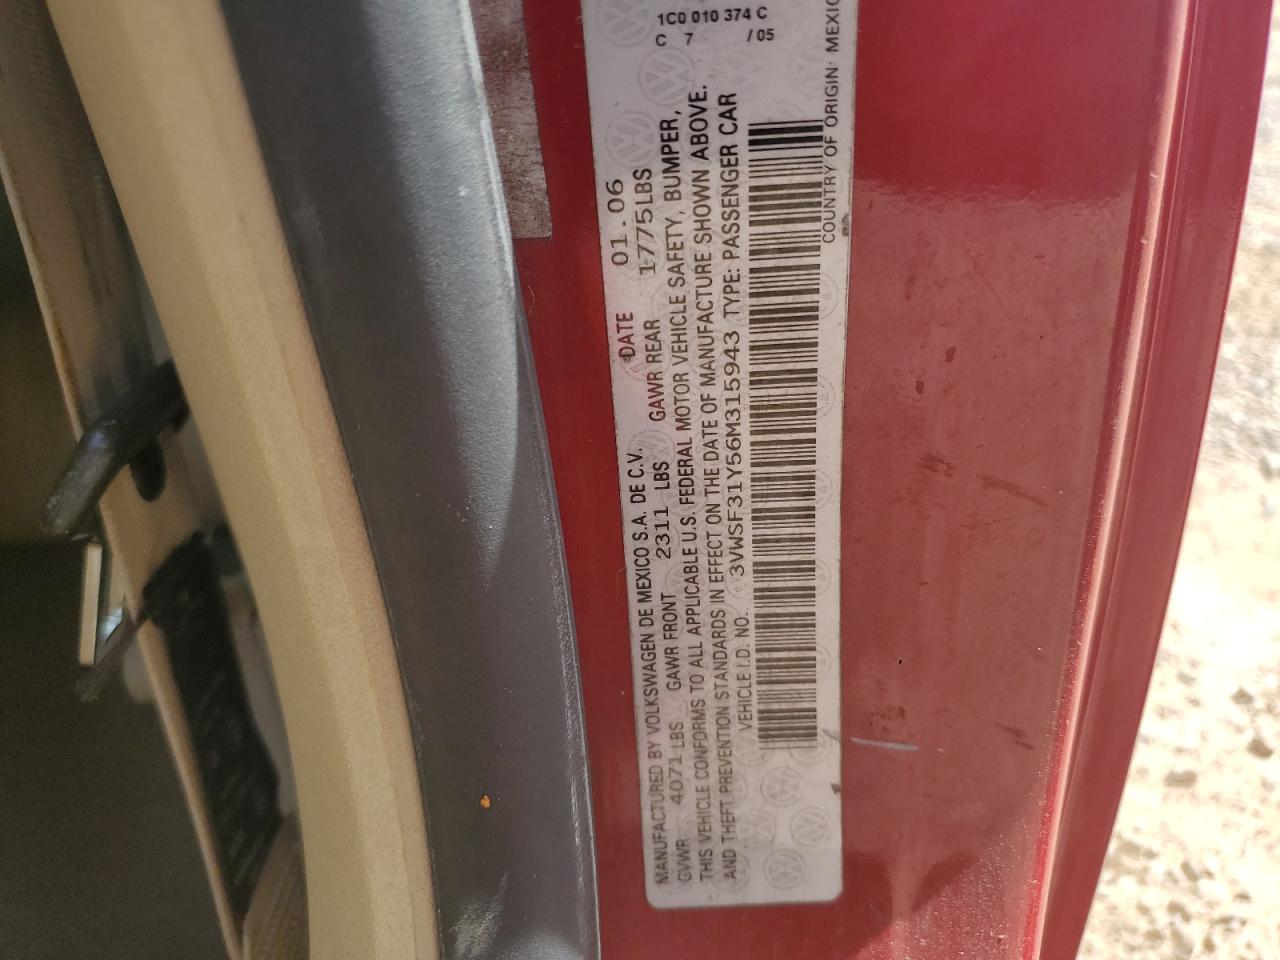 MANUFACTURED BY VOLKSWAGEN DE MEXICO S.A. DE C.V. DATE 01.06
GVWR 4071 LBS GAWR FRONT 2311 LBS GAWR REAR 1775LBS
THIS VEHICLE CONFORMS TO ALL APPLICABLE U.S. FEDERAL MOTOR VEHICLE SAFETY, BUMPER,
AND THEFT PREVENTION STANDARDS IN EFFECT ON THE DATE OF MANUFACTURE SHOWN ABOVE.
VEHICLE I.D. NO. 3VWSF31Y56M315943 TYPE: PASSENGER CAR
COUNTRY OF ORIGIN: MEXIC
1C0 010 374 C
C 7 /05